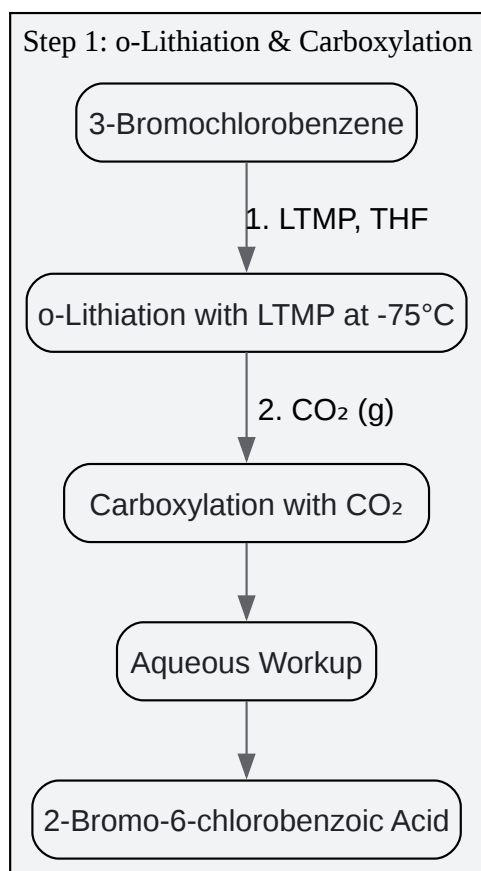 Step 1: o-Lithiation & Carboxylation
3-Bromochlorobenzene
1. LTMP, THF
o-Lithiation with LTMP at -75°C
2. CO₂ (g)
Carboxylation with CO₂
Aqueous Workup
2-Bromo-6-chlorobenzoic Acid